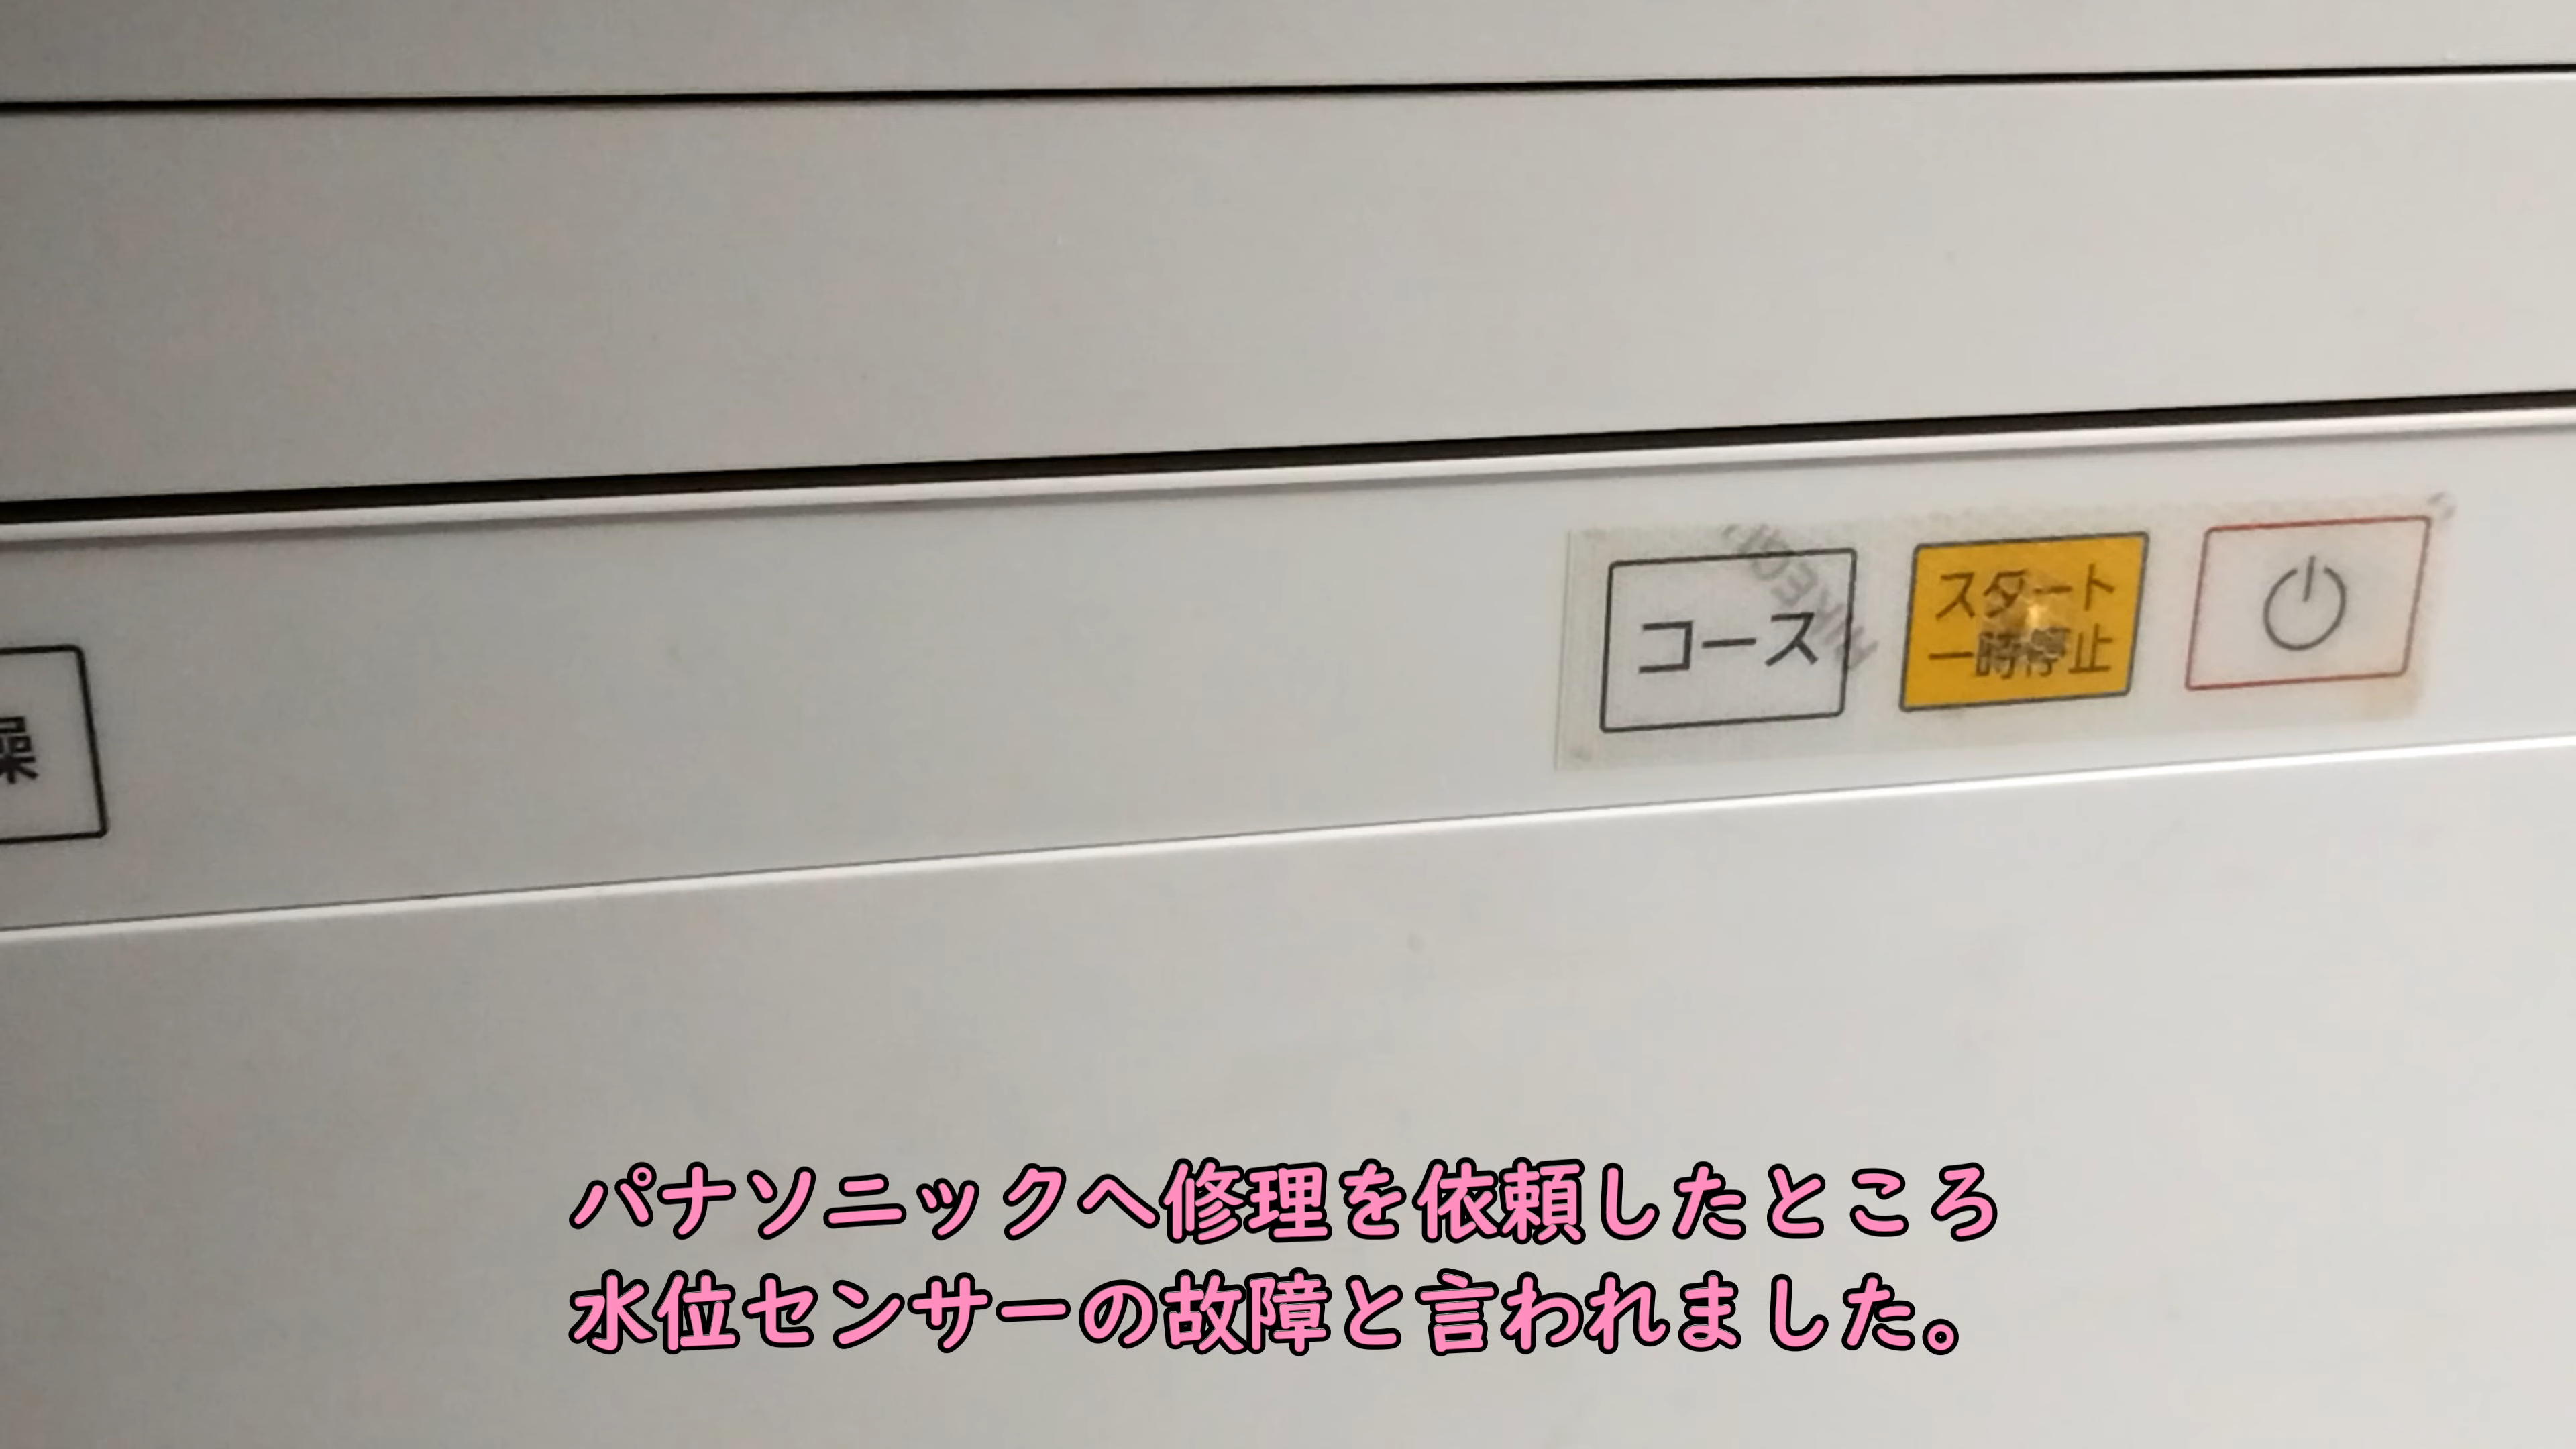 コース
スタート
一時停止
燥
パナソニックへ修理を依頼したところ
水位センサーの故障と言われました。